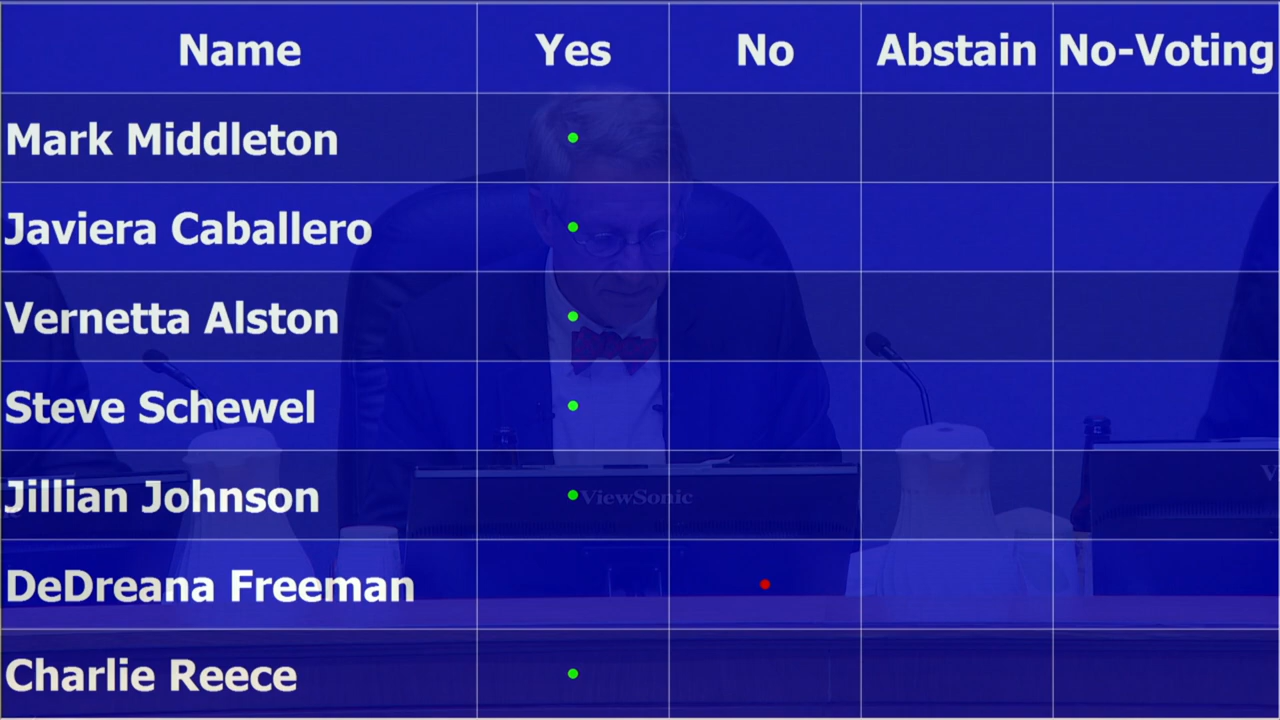 Name Yes No Abstain No-Voting
Mark Middleton
Javiera Caballero
Vernetta Alston
Steve Schewel
Jillian Johnson
ViewSonic
DeDreana Freeman
Charlie Reece